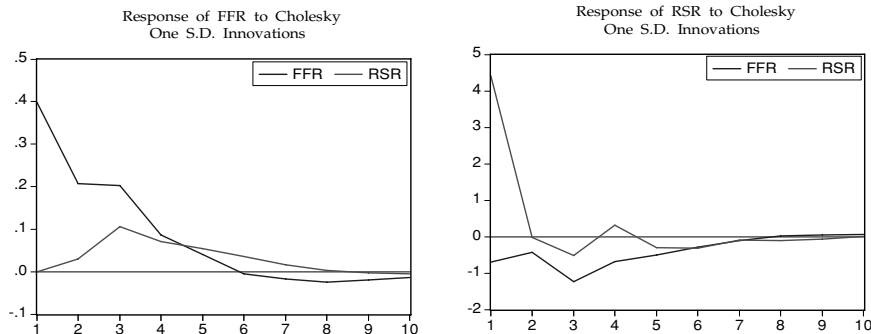 Response of FFR to Cholesky
One S.D. Innovations
.5
.4
.3
.2
.1
.0
-.1
FFR RSR
1 2 3 4 5 6 7 8 9 10
Response of RSR to Cholesky
One S.D. Innovations
5
4
3
2
1
0
-1
-2
FFR RSR
1 2 3 4 5 6 7 8 9 10